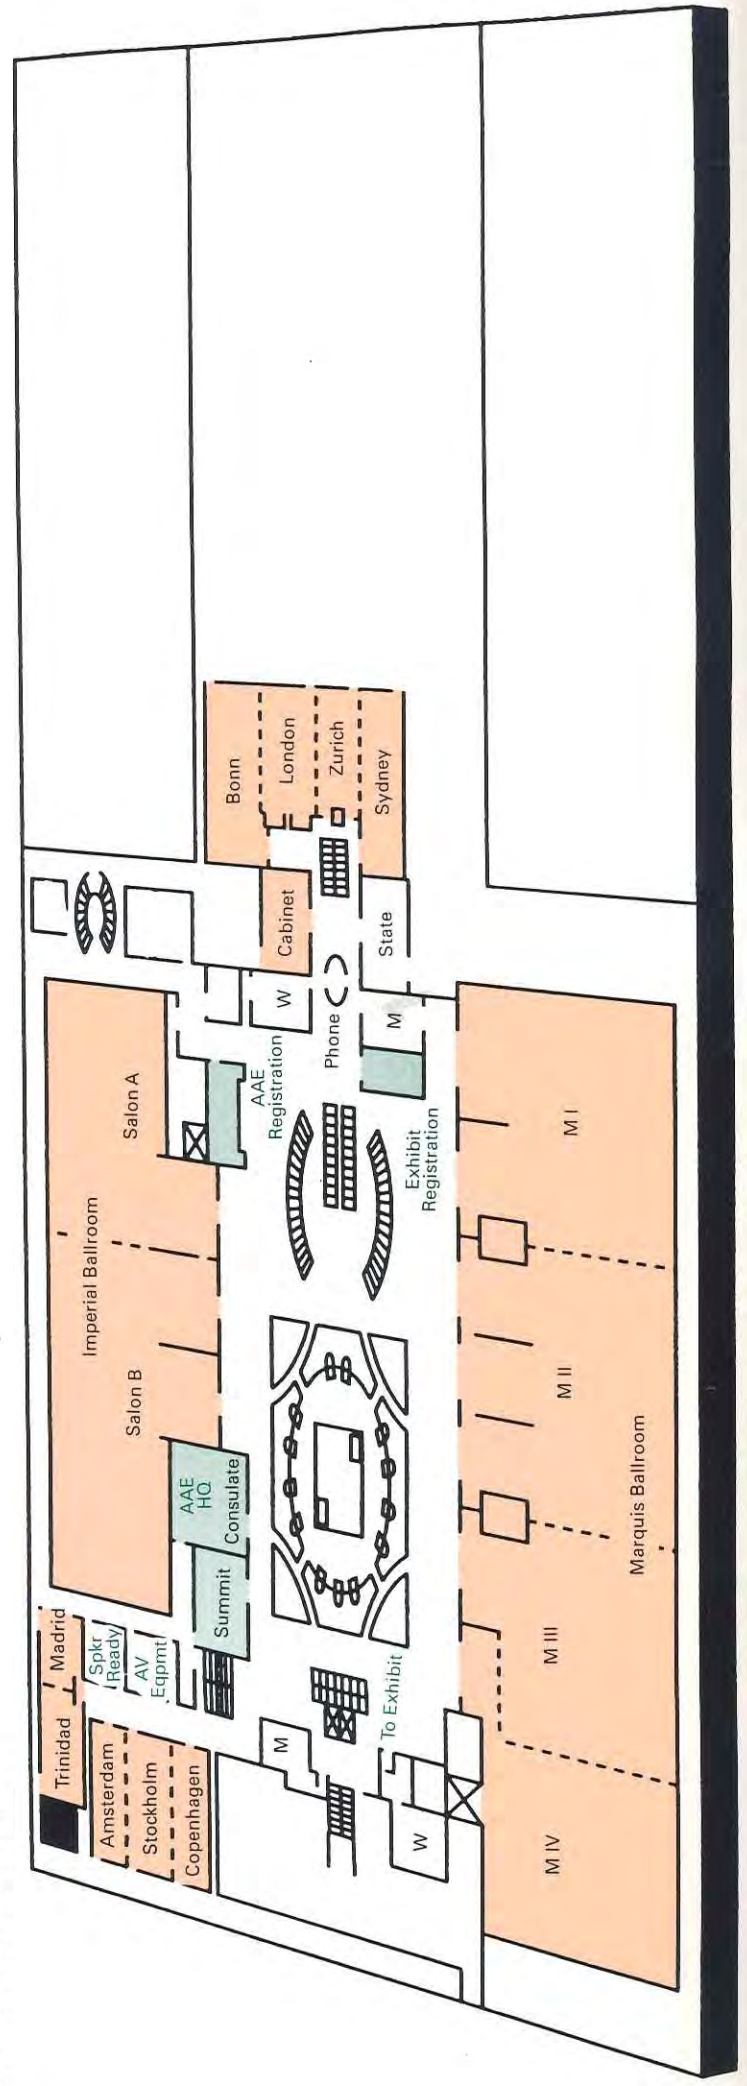 Trinidad
Madrid
Spkr
Ready
AV
Eqpmt
Amsterdam
Stockholm
Copenhagen
Imperial Ballroom
Salon B
Salon A
Summit
AAE
HQ
Consulate
AAE
Registration
W
Cabinet
Bonn
London
Zurich
Sydney
M
To Exhibit
W
Phone
M
State
Exhibit
Registration
M IV
M III
M II
M I
Marquis Ballroom